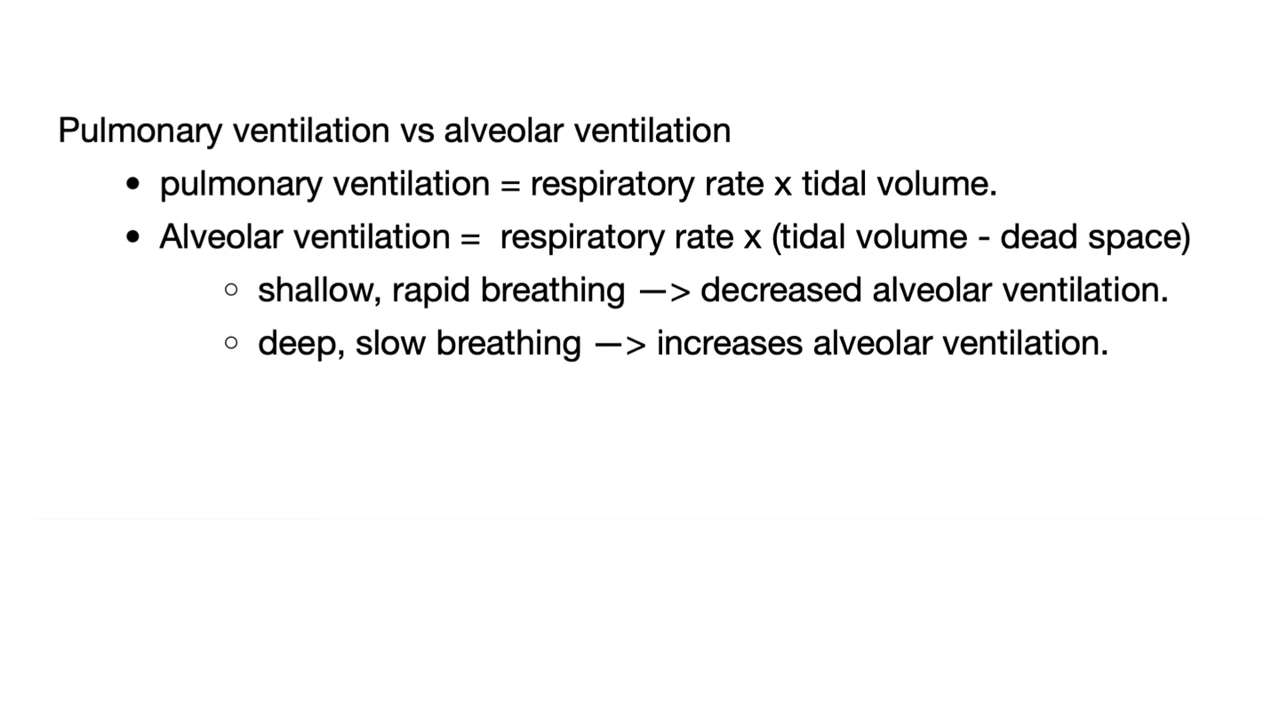 Pulmonary ventilation vs alveolar ventilation
• pulmonary ventilation = respiratory rate x tidal volume.
• Alveolar ventilation =  respiratory rate x (tidal volume - dead space)
○ shallow, rapid breathing —> decreased alveolar ventilation.
○ deep, slow breathing —> increases alveolar ventilation.